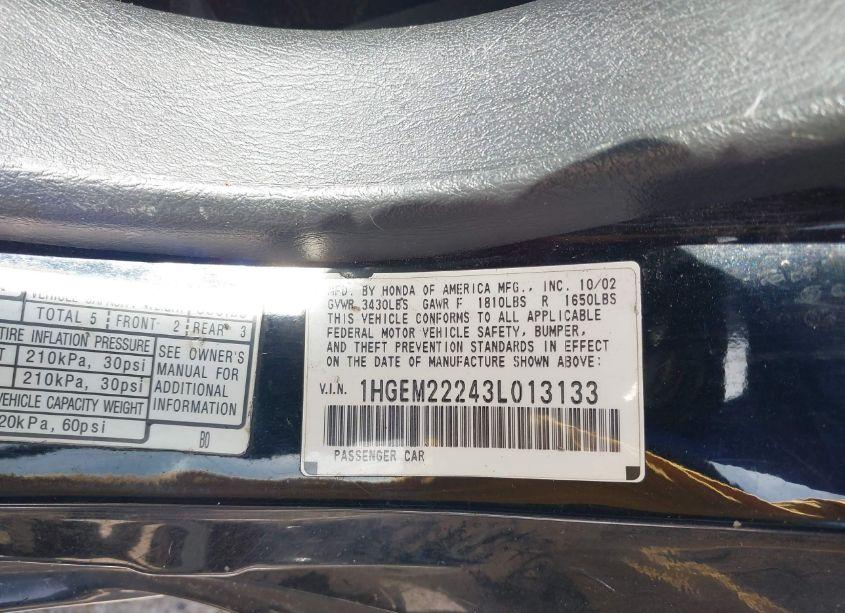 TOTAL 5 FRONT- 2 REAR 3
TIRE INFLATION PRESSURE
210kPa, 30psi
210kPa, 30psi
SEE OWNER'S
MANUAL FOR
ADDITIONAL
INFORMATION
VEHICLE CAPACITY WEIGHT
20kPa, 60psi
B0
MFD. BY HONDA OF AMERICA MFG., INC. 10/02
GVWR 3430LBS GAWR F 1810LBS R 1650LBS
THIS VEHICLE CONFORMS TO ALL APPLICABLE
FEDERAL MOTOR VEHICLE SAFETY, BUMPER,
AND THEFT PREVENTION STANDARDS IN EFFECT
ON THE DATE OF MANUFACTURE SHOWN ABOVE:
V.I.N. 1HGEM22243L013133
PASSENGER CAR